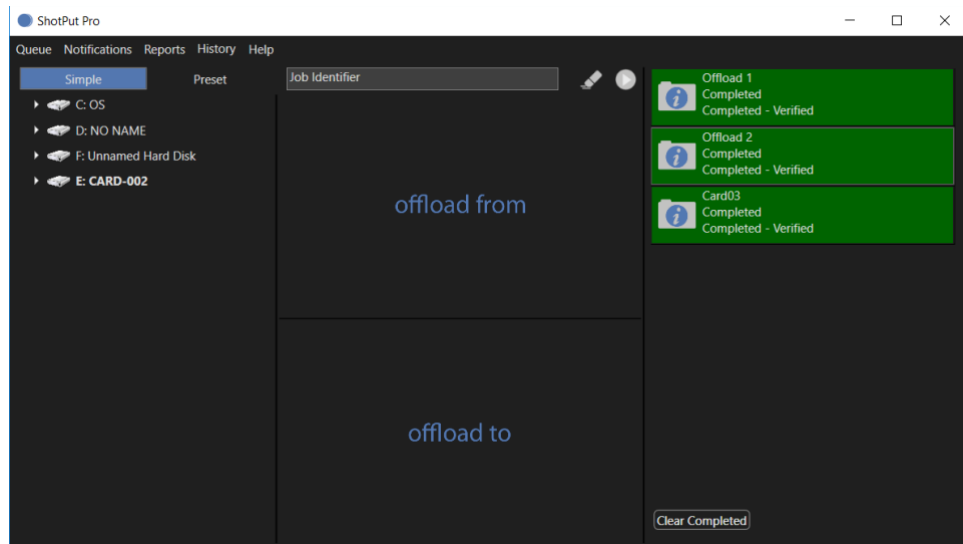 ShotPut Pro
Queue Notifications Reports History Help
Simple Preset
Job Identifier
C: OS
D: NO NAME
F: Unnamed Hard Disk
E: CARD-002
offload from
offload to
Offload 1
Completed
Completed - Verified
Offload 2
Completed
Completed - Verified
Card03
Completed
Completed - Verified
Clear Completed